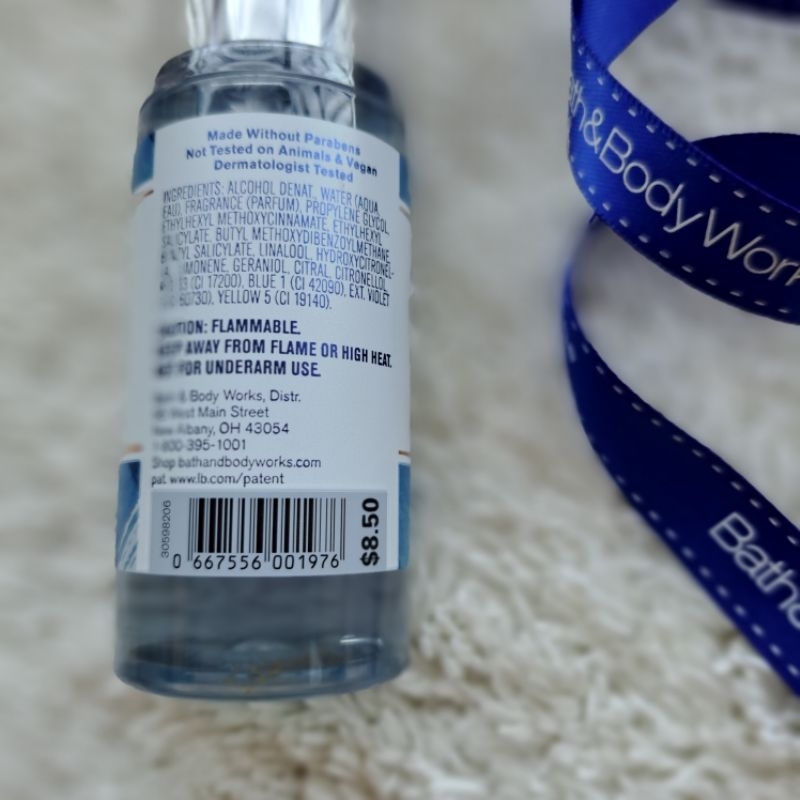 Made Without Parabens
Not Tested on Animals & Vegan
Dermatologist Tested
INGREDIENTS: ALCOHOL DENAT, WATER (AQUA
EAU), FRAGRANCE (PARFUM), PROPYLENE GLYCOL,
ETHYLHEXYL METHOXYCINNAMATE, ETHYLHEXYL
SALICYLATE, BUTYL METHOXYDIBENZOYLMETHANE,
SALICYLATE, LINALOOL, HYDROXYCITRONEL-
LIMONENE, GERANIOL, CITRAL, CITRONELLOL,
(CI 17200), BLUE 1 (CI 42090), EXT. VIOLET
60730), YELLOW 5 (CI 19140).
CAUTION: FLAMMABLE.
AWAY FROM FLAME OR HIGH HEAT.
FOR UNDERARM USE.
& Body Works, Distr.
West Main Street
New Albany, OH 43054
1-800-395-1001
Shop bathandbodyworks.com
pat. www.lb.com/patent
30598206
0 667556 001976
$8.50
th&Body Work
Bath&